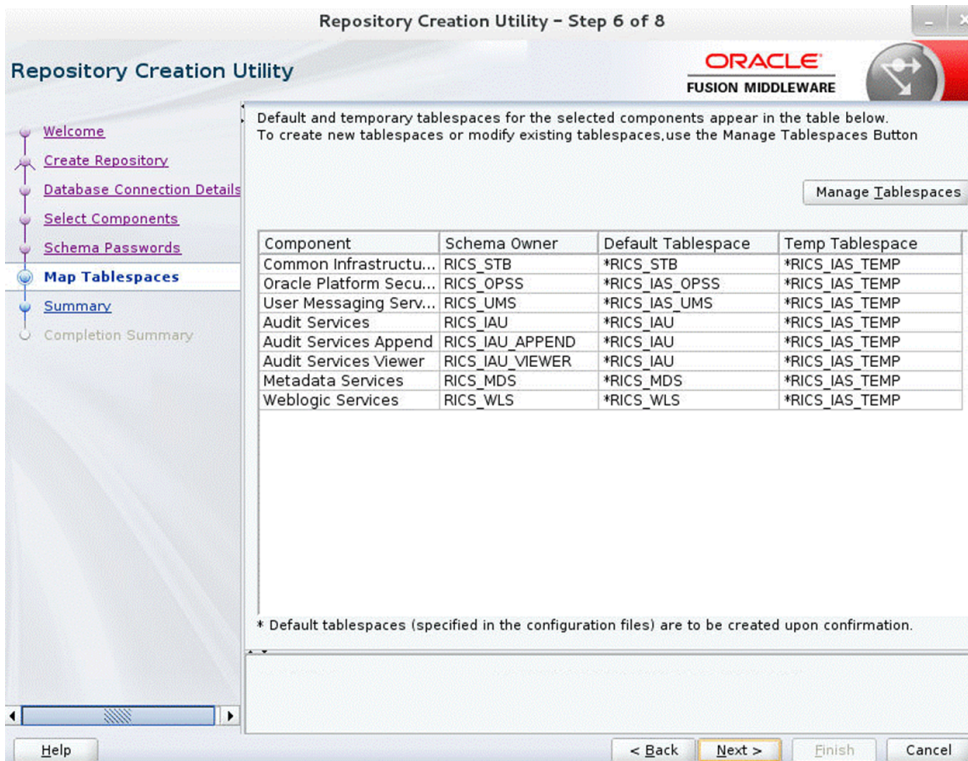 Repository Creation Utility – Step 6 of 8
Repository Creation Utility
ORACLE
FUSION MIDDLEWARE
Welcome
Create Repository
Database Connection Details
Select Components
Schema Passwords
Map Tablespaces
Summary
Completion Summary
Default and temporary tablespaces for the selected components appear in the table below.
To create new tablespaces or modify existing tablespaces,use the Manage Tablespaces Button
Manage Tablespaces
Component Schema Owner Default Tablespace Temp Tablespace
Common Infrastructu... RICS_STB *RICS_STB *RICS_IAS_TEMP
Oracle Platform Secu... RICS_OPSS *RICS_IAS_OPSS *RICS_IAS_TEMP
User Messaging Serv... RICS_UMS *RICS_IAS_UMS *RICS_IAS_TEMP
Audit Services RICS_IAU *RICS_IAU *RICS_IAS_TEMP
Audit Services Append RICS_IAU_APPEND *RICS_IAU *RICS_IAS_TEMP
Audit Services Viewer RICS_IAU_VIEWER *RICS_IAU *RICS_IAS_TEMP
Metadata Services RICS_MDS *RICS_MDS *RICS_IAS_TEMP
Weblogic Services RICS_WLS *RICS_WLS *RICS_IAS_TEMP
* Default tablespaces (specified in the configuration files) are to be created upon confirmation.
Help < Back Next > Finish Cancel